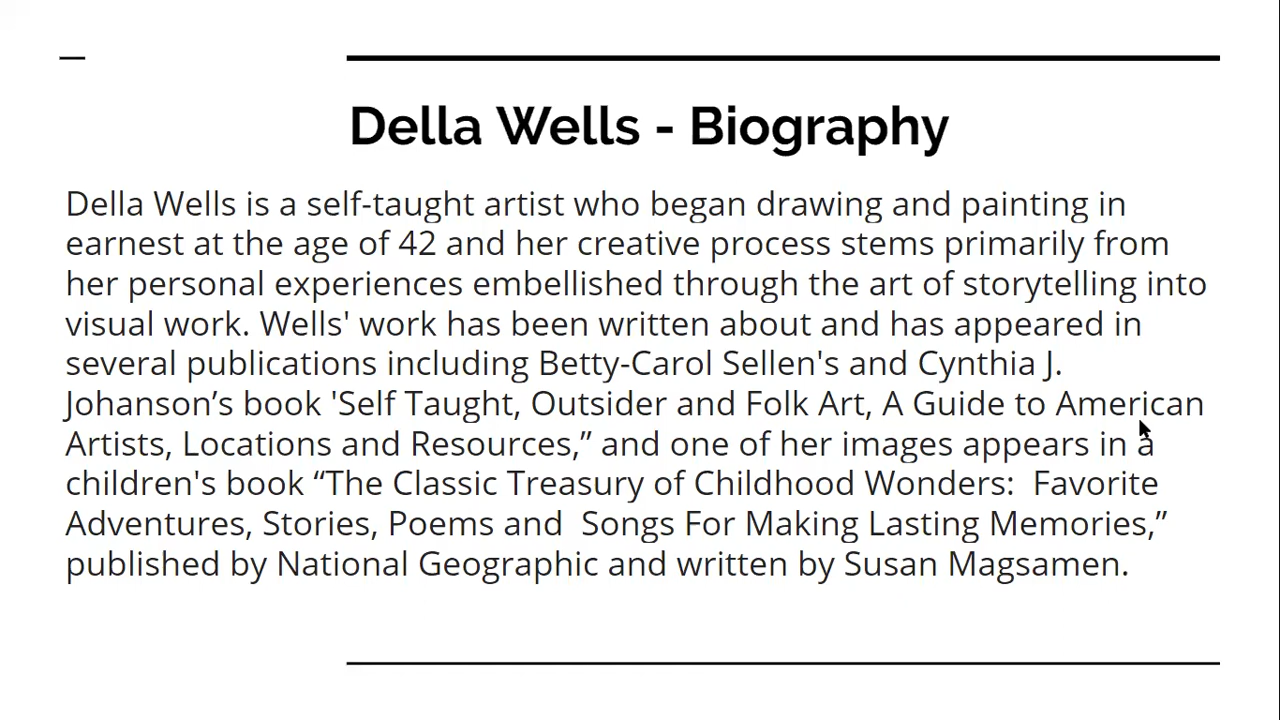 Della Wells - Biography
Della Wells is a self-taught artist who began drawing and painting in
earnest at the age of 42 and her creative process stems primarily from
her personal experiences embellished through the art of storytelling into
visual work. Wells' work has been written about and has appeared in
several publications including Betty-Carol Sellen's and Cynthia J.
Johanson’s book 'Self Taught, Outsider and Folk Art, A Guide to American
Artists, Locations and Resources,” and one of her images appears in a
children's book “The Classic Treasury of Childhood Wonders:  Favorite
Adventures, Stories, Poems and  Songs For Making Lasting Memories,”
published by National Geographic and written by Susan Magsamen.